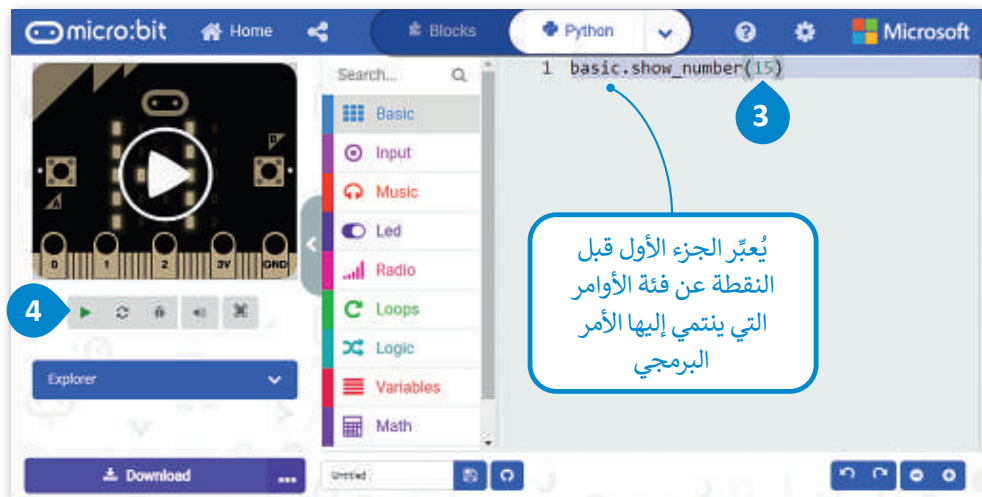 micro:bit
Home
Blocks
Python
Microsoft
Search...
1 basic.show_number(15)
3
Basic
Input
Music
Led
Radio
Loops
Logic
Variables
Math
B
A
0 1 2 3V GND
4
يُعبِّر الجزء الأول قبل
النقطة عن فئة الأوامر
التي ينتمي إليها الأمر
البرمجي
Explorer
Download
...
Untitled